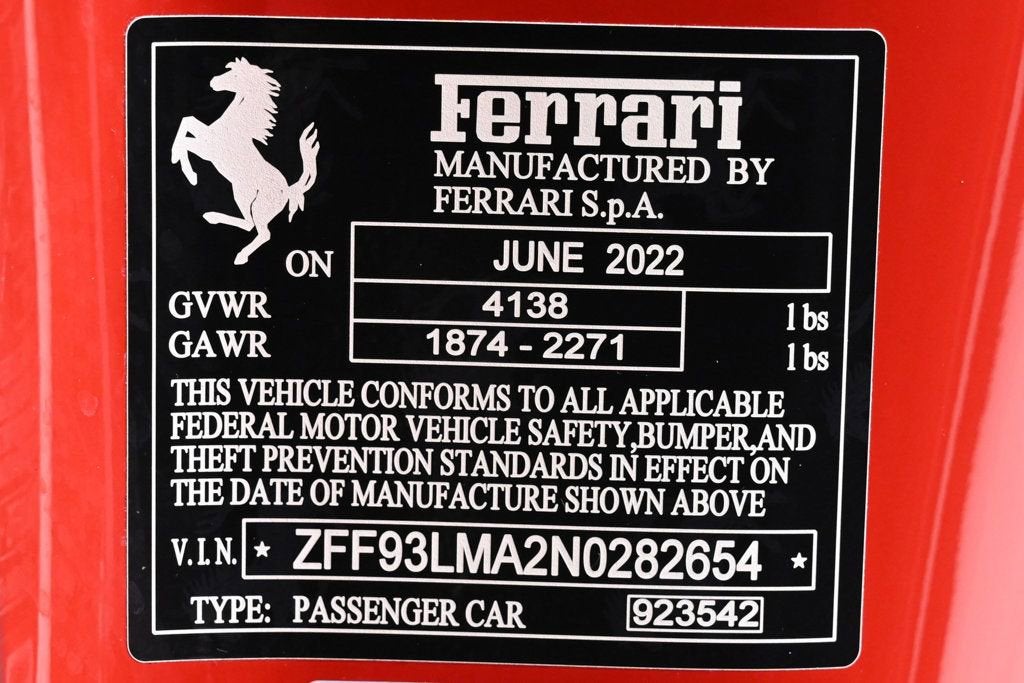 Ferrari
MANUFACTURED BY
FERRARI S.p.A.
ON JUNE 2022
GVWR 4138 lbs
GAWR 1874 - 2271 lbs
THIS VEHICLE CONFORMS TO ALL APPLICABLE
FEDERAL MOTOR VEHICLE SAFETY,BUMPER,AND
THEFT PREVENTION STANDARDS IN EFFECT ON
THE DATE OF MANUFACTURE SHOWN ABOVE
V.I.N. ★ ZFF93LMA2N0282654 ★
TYPE: PASSENGER CAR 923542